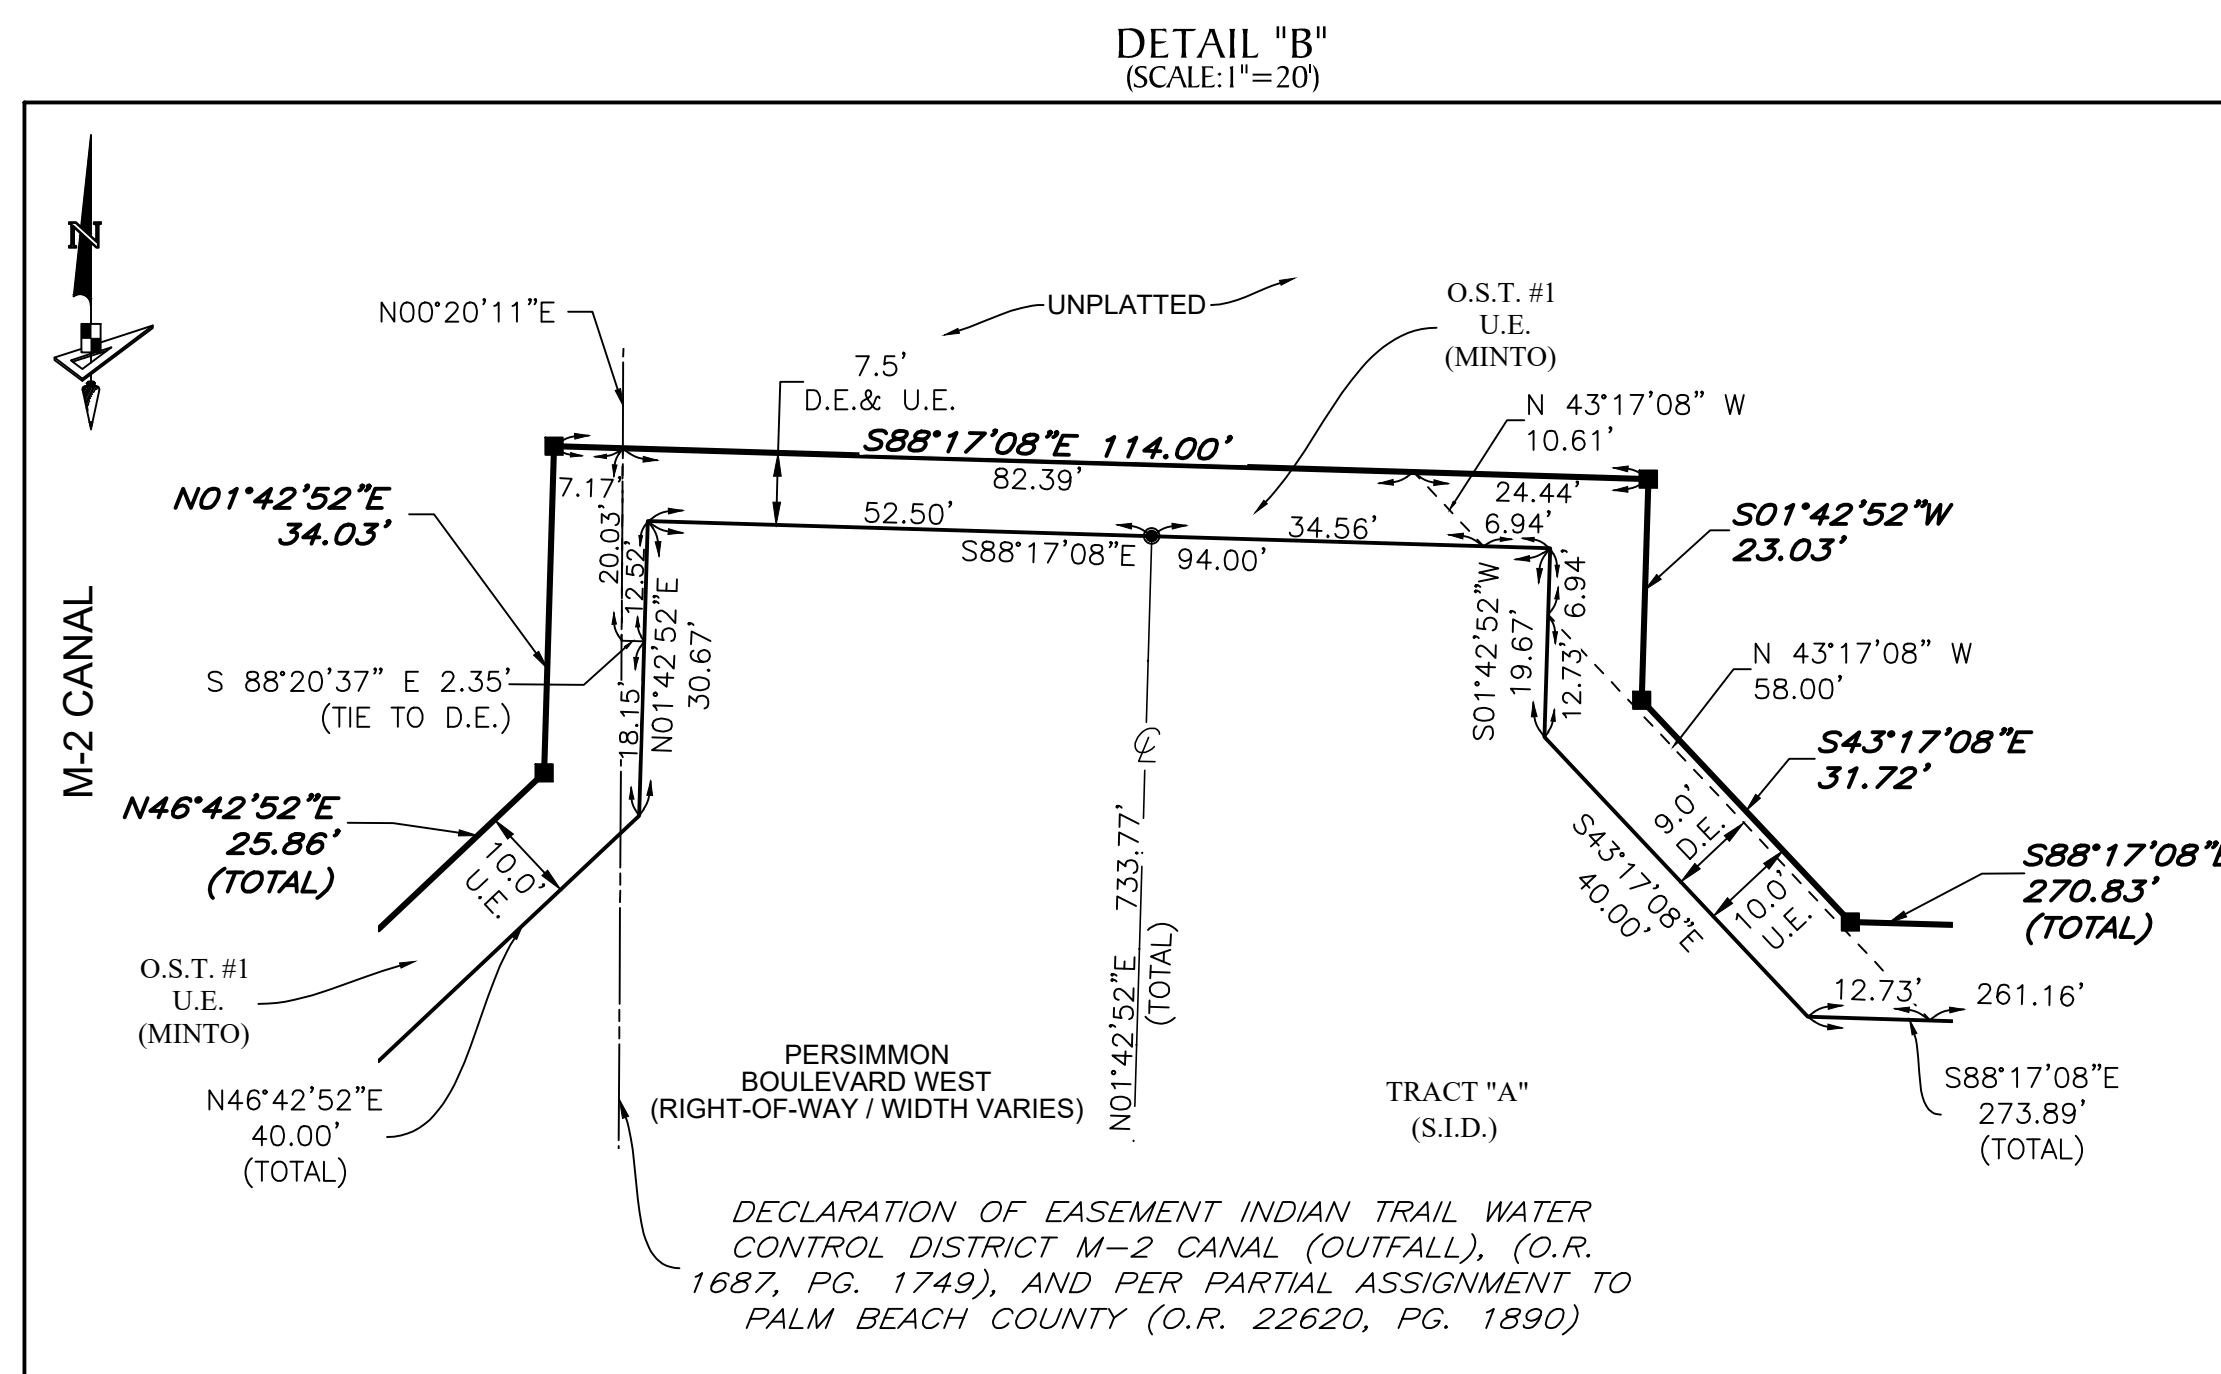 DETAIL "B"
(SCALE:1"=20')
N
N00°20'11"E
UNPLATTED
O.S.T. #1
U.E.
(MINTO)
7.5'
D.E.& U.E.
N 43°17'08" W
10.61'
S88°17'08"E 114.00'
82.39'
7.17'
24.44'
N01°42'52"E
34.03'
20.03'
12.52'
52.50'
34.56'
6.94'
S01°42'52"W
23.03'
S88°17'08"E 94.00'
6.94'
N01°42'52"E
30.67'
18.15'
S01°42'52"W
19.67'
12.73'
M-2 CANAL
S 88°20'37" E 2.35'
(TIE TO D.E.)
N 43°17'08" W
58.00'
CL
S43°17'08"E
31.72'
N46°42'52"E
25.86'
(TOTAL)
10.0'
U.E.
9.0'
D.E.
S43°17'08"E
40.00'
10.0'
U.E.
S88°17'08"E
270.83'
(TOTAL)
N01°42'52"E 733.77'
(TOTAL)
O.S.T. #1
U.E.
(MINTO)
12.73'
261.16'
PERSIMMON
BOULEVARD WEST
(RIGHT-OF-WAY / WIDTH VARIES)
TRACT "A"
(S.I.D.)
N46°42'52"E
40.00'
(TOTAL)
S88°17'08"E
273.89'
(TOTAL)
DECLARATION OF EASEMENT INDIAN TRAIL WATER
CONTROL DISTRICT M-2 CANAL (OUTFALL), (O.R.
1687, PG. 1749), AND PER PARTIAL ASSIGNMENT TO
PALM BEACH COUNTY (O.R. 22620, PG. 1890)